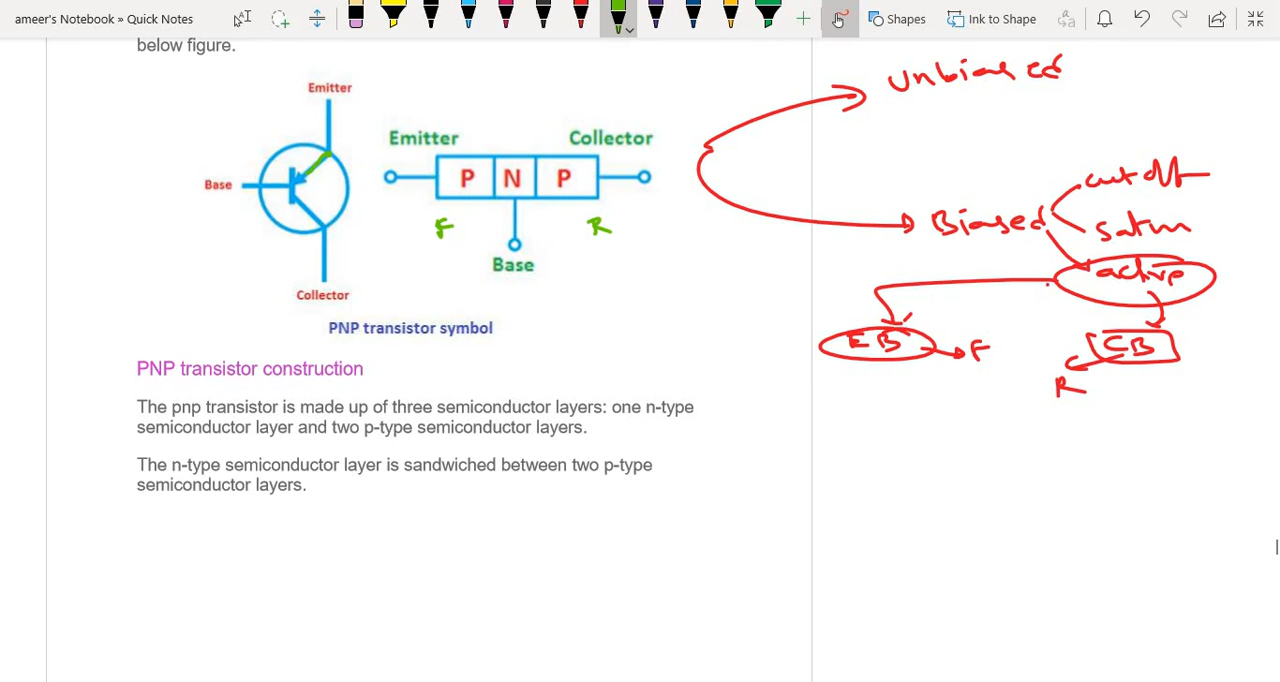 ameer's Notebook » Quick Notes
Shapes
Ink to Shape
below figure.
Emitter
Base
Collector
Emitter
Collector
P N P
F
R
Base
PNP transistor symbol
PNP transistor construction
The pnp transistor is made up of three semiconductor layers: one n-type
semiconductor layer and two p-type semiconductor layers.
The n-type semiconductor layer is sandwiched between two p-type
semiconductor layers.
Unbiased
Biased
cut off
satrn
active
EB
F
CB
R